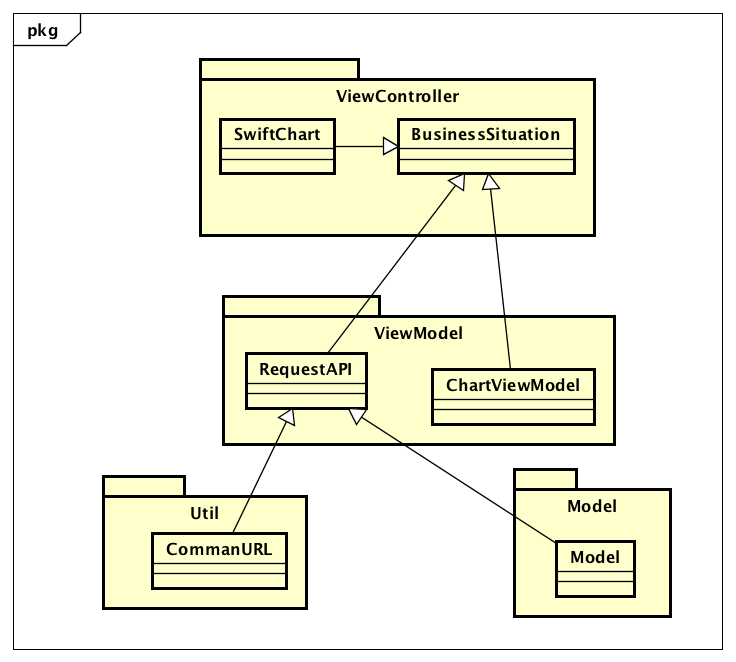 pkg
ViewController
SwiftChart
BusinessSituation
ViewModel
RequestAPI
ChartViewModel
Util
CommanURL
Model
Model